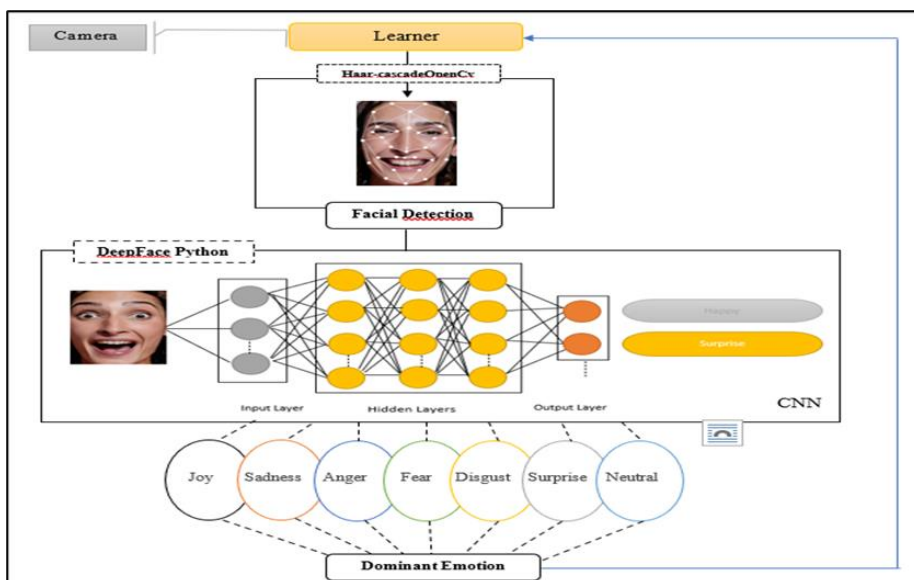 Camera
Learner
Haar-cascadeOnenCv
Facial Detection
DeepFace Python
Happy
Surprise
CNN
Input Layer
Hidden Layers
Output Layer
Joy
Sadness
Anger
Fear
Disgust
Surprise
Neutral
Dominant Emotion